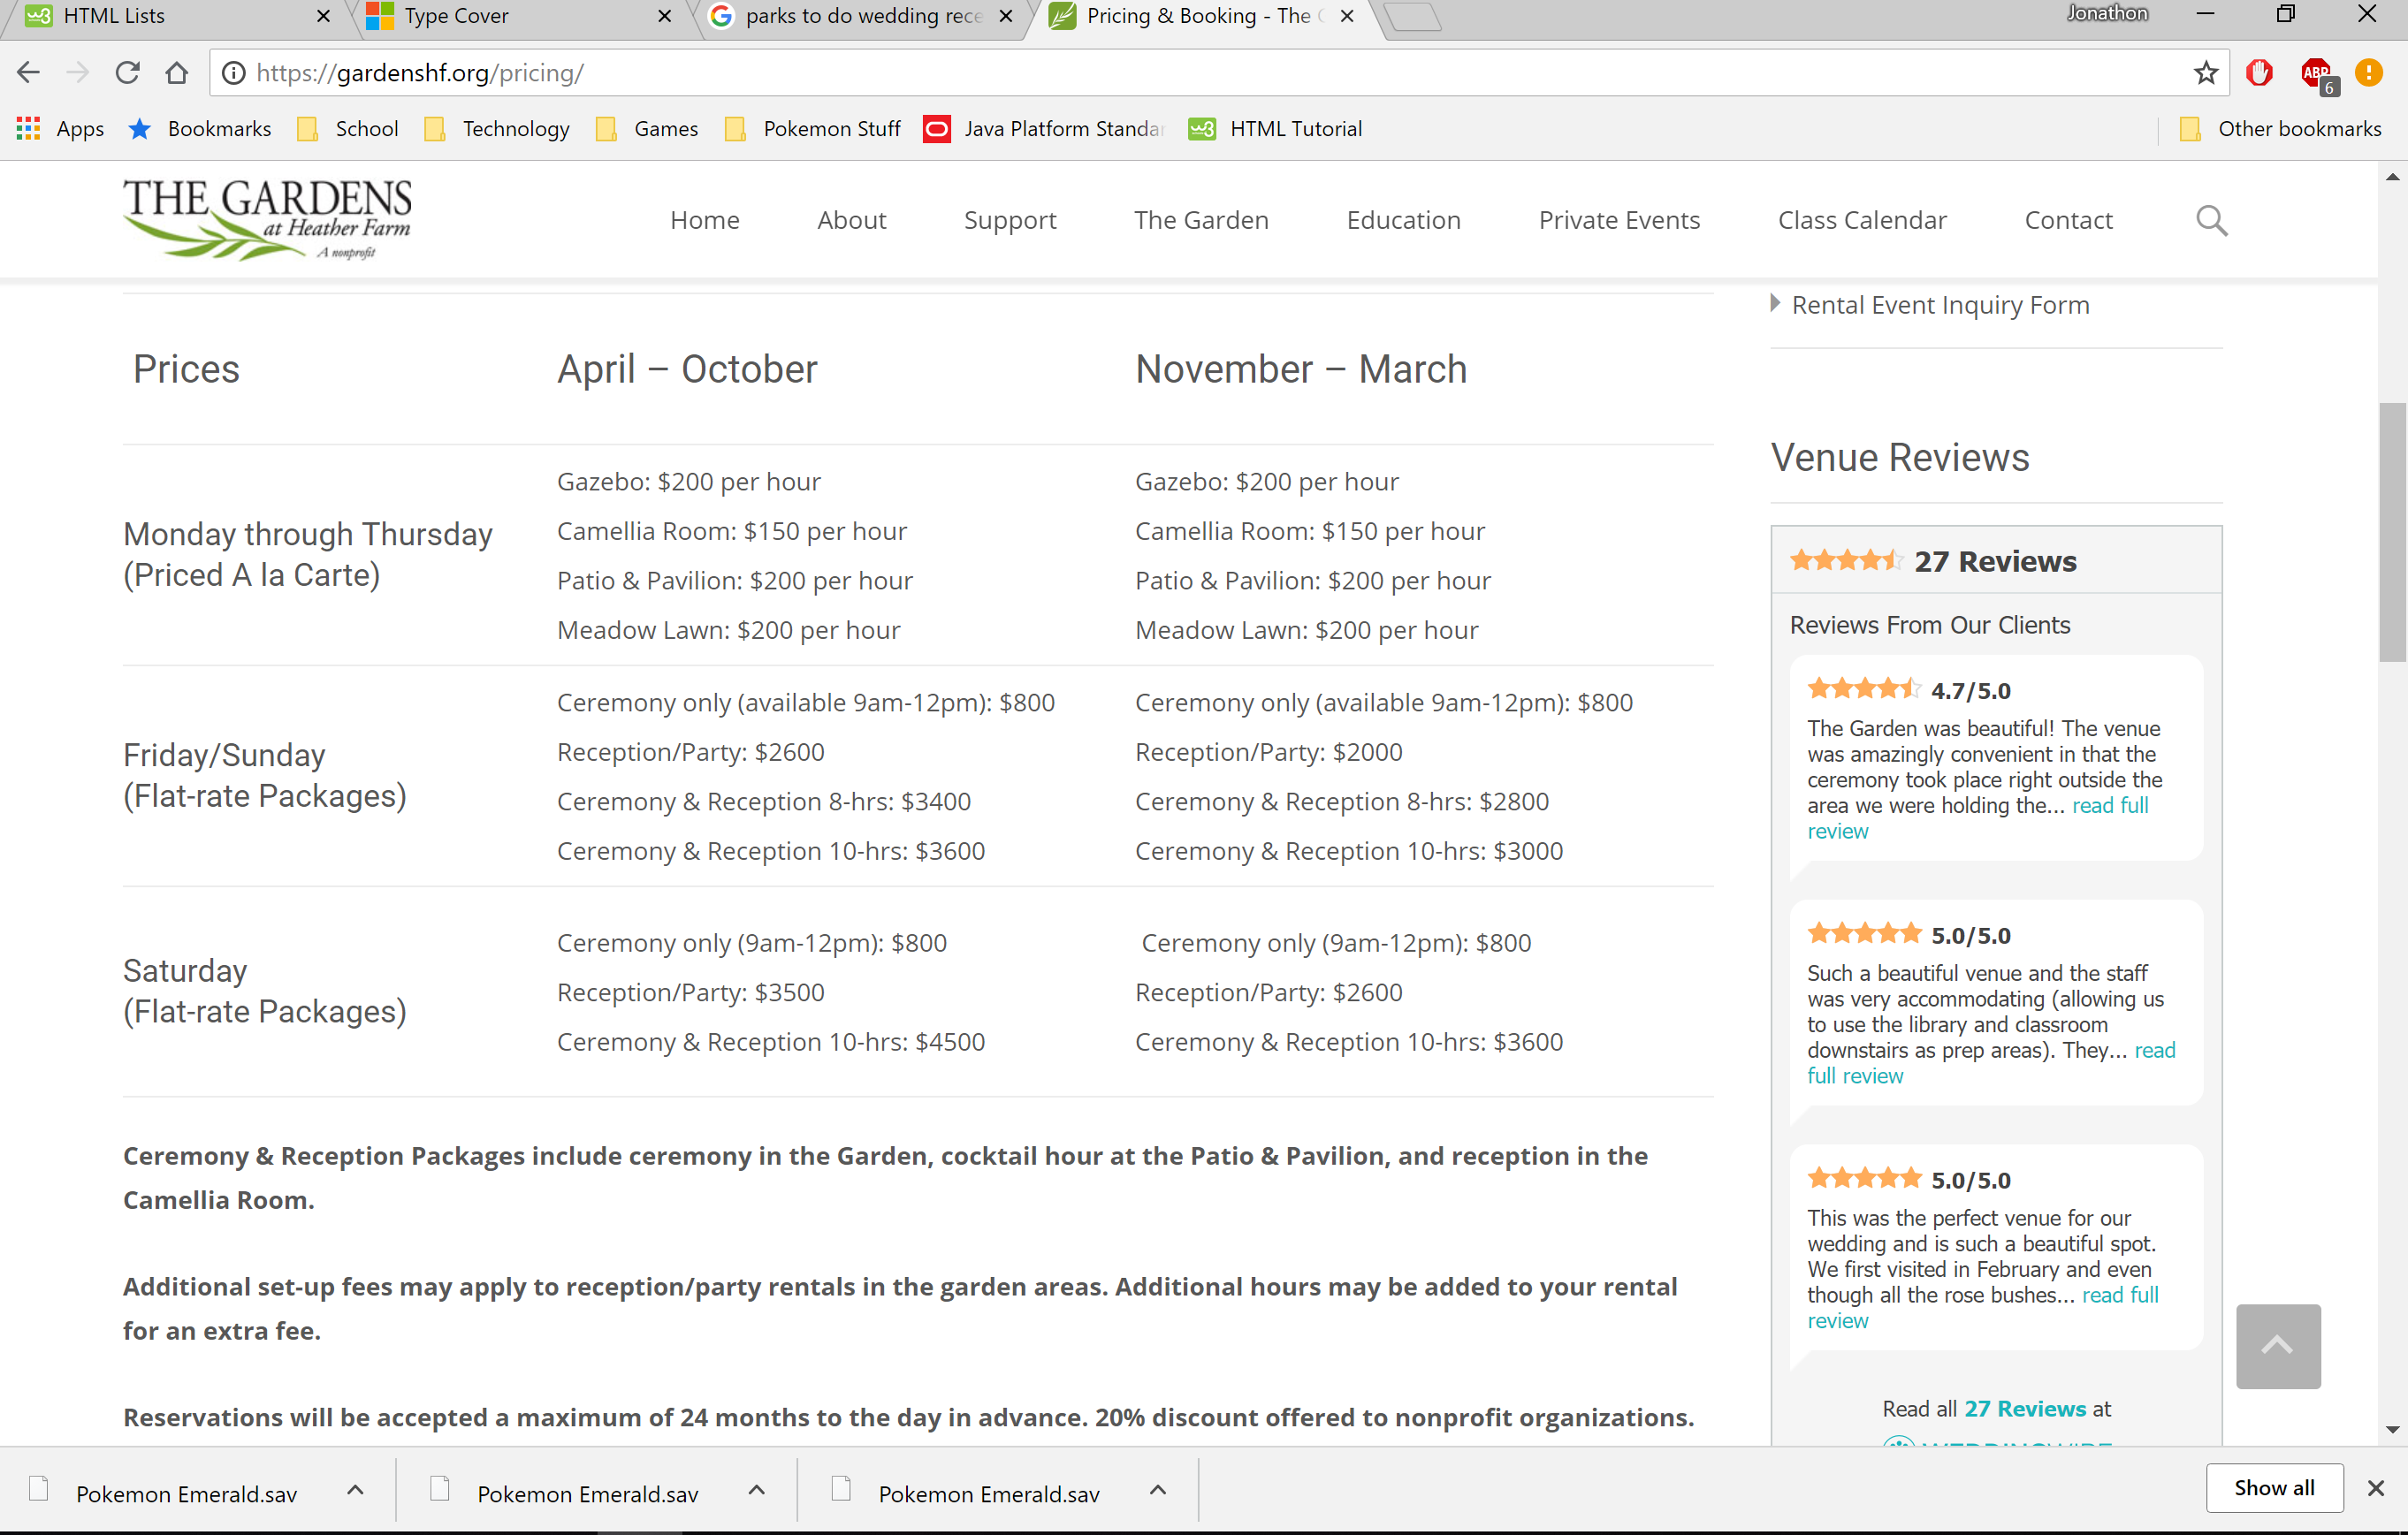 HTML Lists
Type Cover
parks to do wedding rece
Pricing & Booking - The
Jonathon
https://gardenshf.org/pricing/
ABP
6
Apps
Bookmarks
School
Technology
Games
Pokemon Stuff
Java Platform Standar
HTML Tutorial
Other bookmarks
THE GARDENS
at Heather Farm
A nonprofit
Home
About
Support
The Garden
Education
Private Events
Class Calendar
Contact
Prices
April – October
November – March
Monday through Thursday
(Priced A la Carte)
Gazebo: $200 per hour
Camellia Room: $150 per hour
Patio & Pavilion: $200 per hour
Meadow Lawn: $200 per hour
Gazebo: $200 per hour
Camellia Room: $150 per hour
Patio & Pavilion: $200 per hour
Meadow Lawn: $200 per hour
Friday/Sunday
(Flat-rate Packages)
Ceremony only (available 9am-12pm): $800
Reception/Party: $2600
Ceremony & Reception 8-hrs: $3400
Ceremony & Reception 10-hrs: $3600
Ceremony only (available 9am-12pm): $800
Reception/Party: $2000
Ceremony & Reception 8-hrs: $2800
Ceremony & Reception 10-hrs: $3000
Saturday
(Flat-rate Packages)
Ceremony only (9am-12pm): $800
Reception/Party: $3500
Ceremony & Reception 10-hrs: $4500
Ceremony only (9am-12pm): $800
Reception/Party: $2600
Ceremony & Reception 10-hrs: $3600
Ceremony & Reception Packages include ceremony in the Garden, cocktail hour at the Patio & Pavilion, and reception in the
Camellia Room.
Additional set-up fees may apply to reception/party rentals in the garden areas. Additional hours may be added to your rental
for an extra fee.
Reservations will be accepted a maximum of 24 months to the day in advance. 20% discount offered to nonprofit organizations.
Rental Event Inquiry Form
Venue Reviews
27 Reviews
Reviews From Our Clients
4.7/5.0
The Garden was beautiful! The venue
was amazingly convenient in that the
ceremony took place right outside the
area we were holding the... read full
review
5.0/5.0
Such a beautiful venue and the staff
was very accommodating (allowing us
to use the library and classroom
downstairs as prep areas). They... read
full review
5.0/5.0
This was the perfect venue for our
wedding and is such a beautiful spot.
We first visited in February and even
though all the rose bushes... read full
review
Read all 27 Reviews at
WEDDINGWIRE
Pokemon Emerald.sav
Pokemon Emerald.sav
Pokemon Emerald.sav
Show all